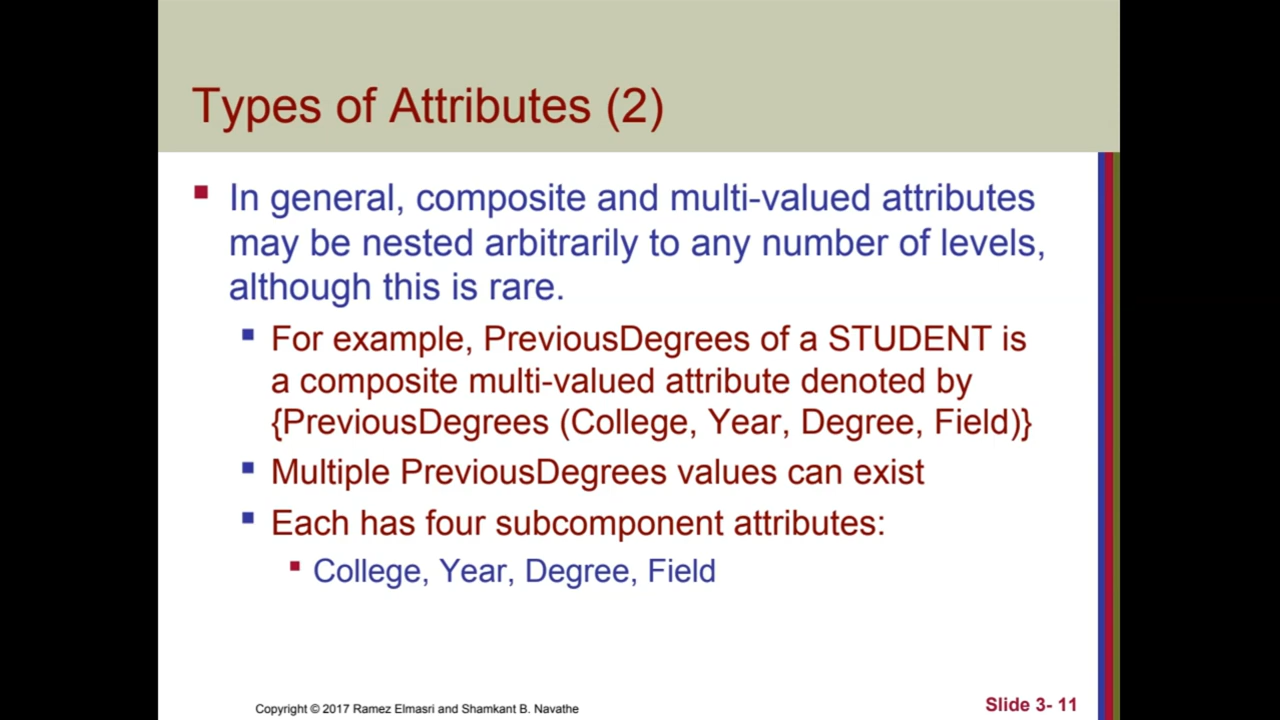 Types of Attributes (2)
In general, composite and multi-valued attributes
may be nested arbitrarily to any number of levels,
although this is rare.
For example, PreviousDegrees of a STUDENT is
a composite multi-valued attribute denoted by
{PreviousDegrees (College, Year, Degree, Field)}
Multiple PreviousDegrees values can exist
Each has four subcomponent attributes:
College, Year, Degree, Field
Copyright © 2017 Ramez Elmasri and Shamkant B. Navathe
Slide 3- 11